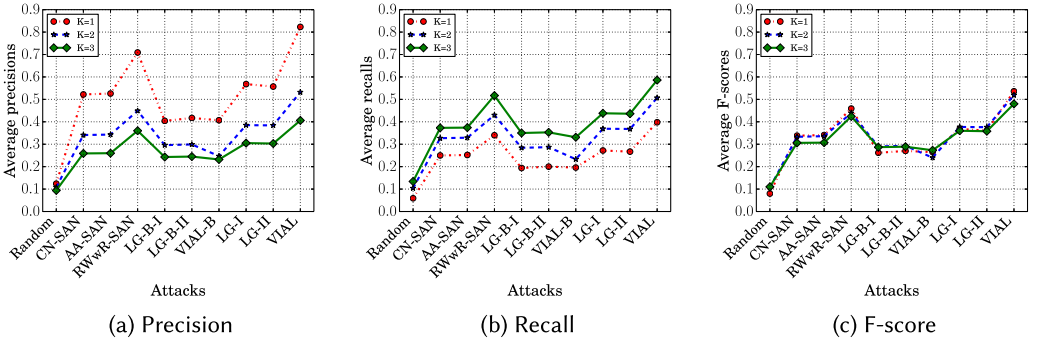 0.9
0.8
0.7
0.6
0.5
0.4
0.3
0.2
0.1
0.0
Average precisions
K=1
K=2
K=3
Random
CN-SAN
AA-SAN
RWwR-SAN
LG-B-I
LG-B-II
VIAL-B
LG-I
LG-II
VIAL
Attacks
(a) Precision
0.9
0.8
0.7
0.6
0.5
0.4
0.3
0.2
0.1
0.0
Average recalls
K=1
K=2
K=3
Random
CN-SAN
AA-SAN
RWwR-SAN
LG-B-I
LG-B-II
VIAL-B
LG-I
LG-II
VIAL
Attacks
(b) Recall
0.9
0.8
0.7
0.6
0.5
0.4
0.3
0.2
0.1
0.0
Average F-scores
K=1
K=2
K=3
Random
CN-SAN
AA-SAN
RWwR-SAN
LG-B-I
LG-B-II
VIAL-B
LG-I
LG-II
VIAL
Attacks
(c) F-score